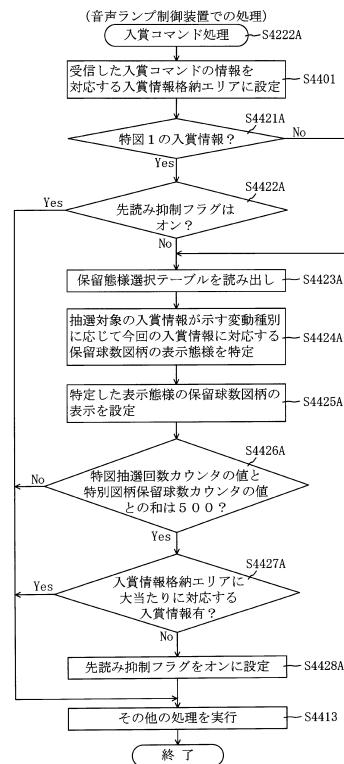 (音声ランプ制御装置での処理)
入賞コマンド処理
S4222A
受信した入賞コマンドの情報を
対応する入賞情報格納エリアに設定
S4401
S4421A
特図1の入賞情報?
No
Yes
S4422A
Yes
先読み抑制フラグは
オン?
No
保留態様選択テーブルを読み出し
S4423A
抽選対象の入賞情報が示す変動種別
に応じて今回の入賞情報に対応する
保留球数図柄の表示態様を特定
S4424A
特定した表示態様の保留球数図柄の
表示を設定
S4425A
S4426A
No
特図抽選回数カウンタの値と
特別図柄保留球数カウンタの値
との和は500?
Yes
S4427A
Yes
入賞情報格納エリアに
大当たりに対応する
入賞情報有?
No
先読み抑制フラグをオンに設定
S4428A
その他の処理を実行
S4413
終了